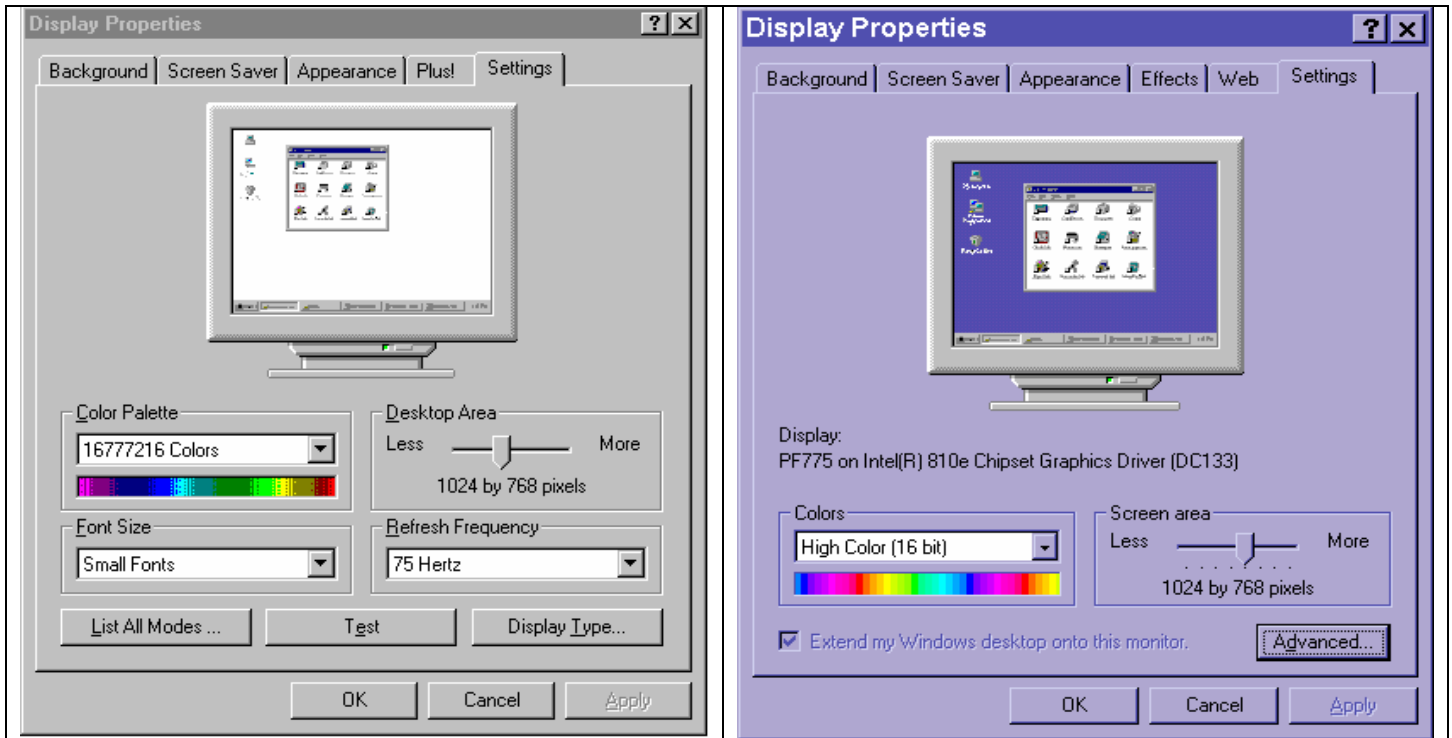 Display Properties
Background Screen Saver Appearance Plus! Settings
Color Palette
16777216 Colors
Desktop Area
Less More
1024 by 768 pixels
Font Size
Small Fonts
Refresh Frequency
75 Hertz
List All Modes ... Test Display Type...
OK Cancel Apply
Display Properties
Background Screen Saver Appearance Effects Web Settings
Display:
PF775 on Intel(R) 810e Chipset Graphics Driver (DC133)
Colors
High Color (16 bit)
Screen area
Less More
1024 by 768 pixels
Extend my Windows desktop onto this monitor.
Advanced...
OK Cancel Apply